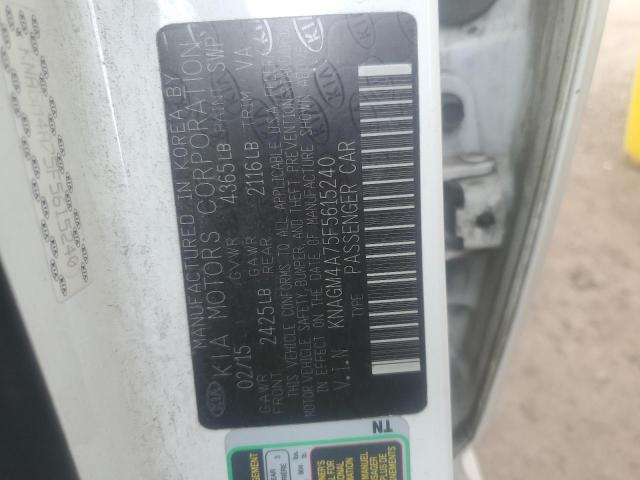 MANUFACTURED IN KOREA BY
KIA MOTORS CORPORATION
02/15 GVWR 4365LB PAINT SWP
GAWR 2425LB GAWR 2116LB TRIM VA
FRONT REAR
THIS VEHICLE CONFORMS TO ALL APPLICABLE U.S.A. FEDERAL
MOTOR VEHICLE SAFETY, BUMPER, AND THEFT PREVENTION STANDARDS
IN EFFECT ON THE DATE OF MANUFACTURE SHOWN ABOVE
V.I.N KNAGM4A75F5615240
TYPE PASSENGER CAR
KIA
TN
KNAGM4A75F5615240